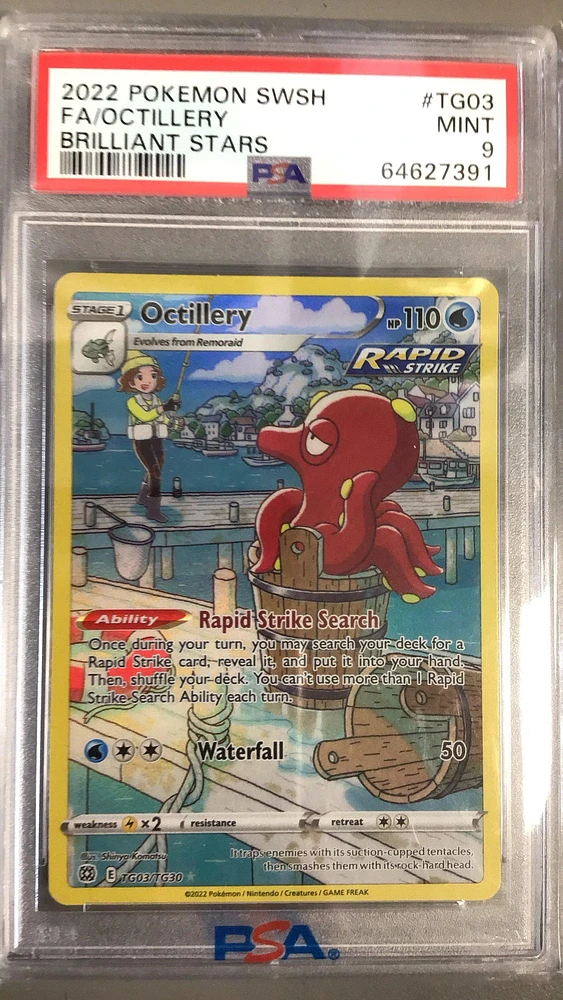 2022 POKEMON SWSH #TG03
FA/OCTILLERY MINT
BRILLIANT STARS 9
PSA 64627391
STAGE 1 Octillery HP 110
Evolves from Remoraid
RAPID STRIKE
Ability Rapid Strike Search
Once during your turn, you may search your deck for a
Rapid Strike card, reveal it, and put it into your hand.
Then, shuffle your deck. You can't use more than 1 Rapid
Strike Search Ability each turn.
Waterfall 50
weakness ×2 resistance retreat
Illus. Shinya Komatsu
It traps enemies with its suction-cupped tentacles,
then smashes them with its rock-hard head.
E TG03/TG30
©2022 Pokémon / Nintendo / Creatures / GAME FREAK
PSA®